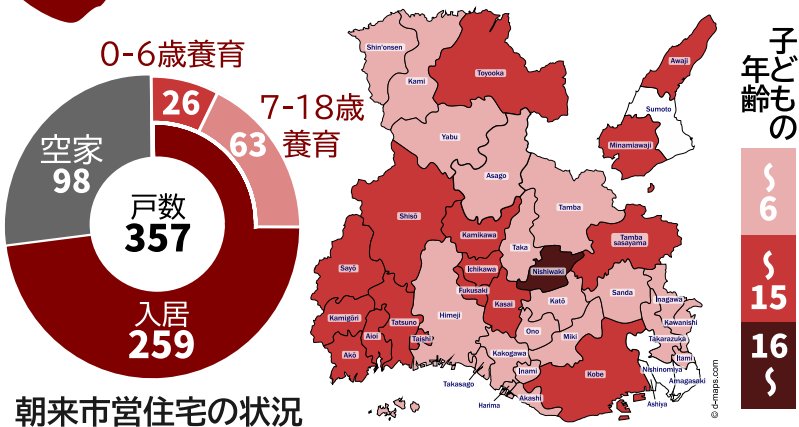 0-6歳養育
26
7-18歳
養育
63
空家
98
戸数
357
入居
259
朝来市営住宅の状況
Shin'onsen
Kami
Toyooka
Yabu
Asago
Awaji
Sumoto
Minamiawaji
Tamba
Shisō
Kamikawa
Taka
Tamba
sasayama
Nishiwaki
Sayō
Ichikawa
Fukusaki
Kasai
Katō
Sanda
Inagawa
Kamigōri
Aioi
Tatsuno
Taishi
Himeji
Ono
Miki
Kawanishi
Takarazuka
Itami
Akō
Kakogawa
Inami
Kobe
Nishinomiya
Amagasaki
Takasago
Harima
Akashi
Ashiya
© d-maps.com
子どもの
年齢
〜
6
〜
15
16
〜